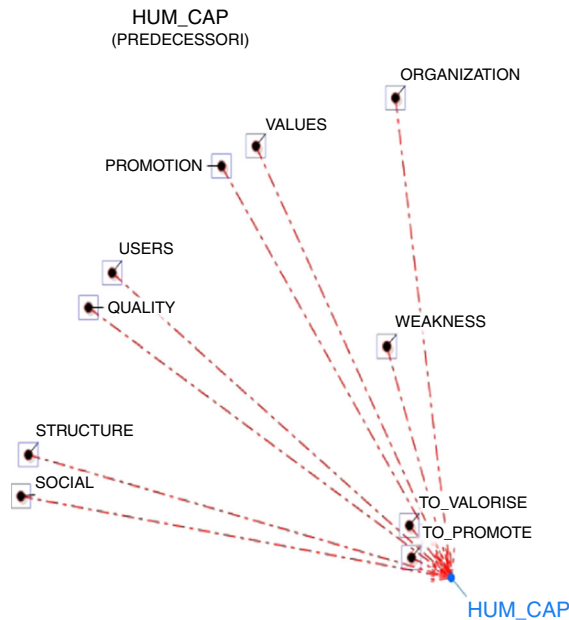 HUM_CAP
(PREDECESSORI)
ORGANIZATION
VALUES
PROMOTION
USERS
QUALITY
WEAKNESS
STRUCTURE
SOCIAL
TO_VALORISE
TO_PROMOTE
HUM_CAP